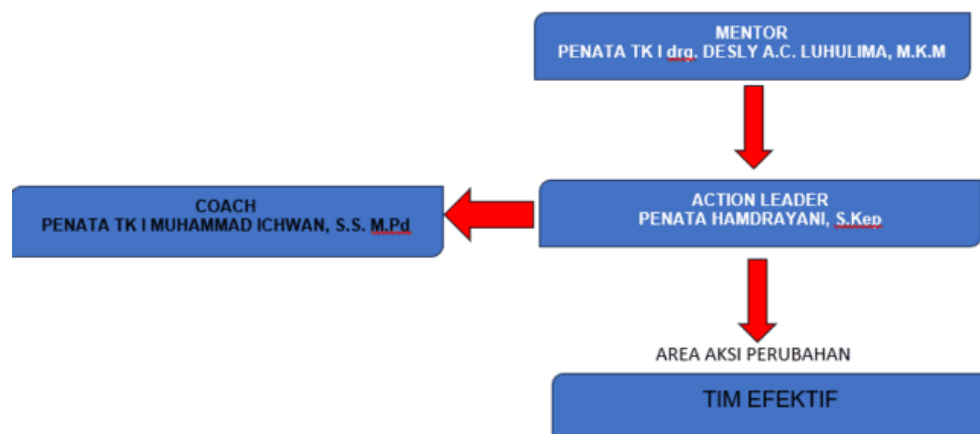 MENTOR
PENATA TK I drg. DESLY A.C. LUHULIMA, M.K.M
COACH
PENATA TK I MUHAMMAD ICHWAN, S.S. M.Pd
ACTION LEADER
PENATA HAMDRAYANI, S.Kep
AREA AKSI PERUBAHAN
TIM EFEKTIF